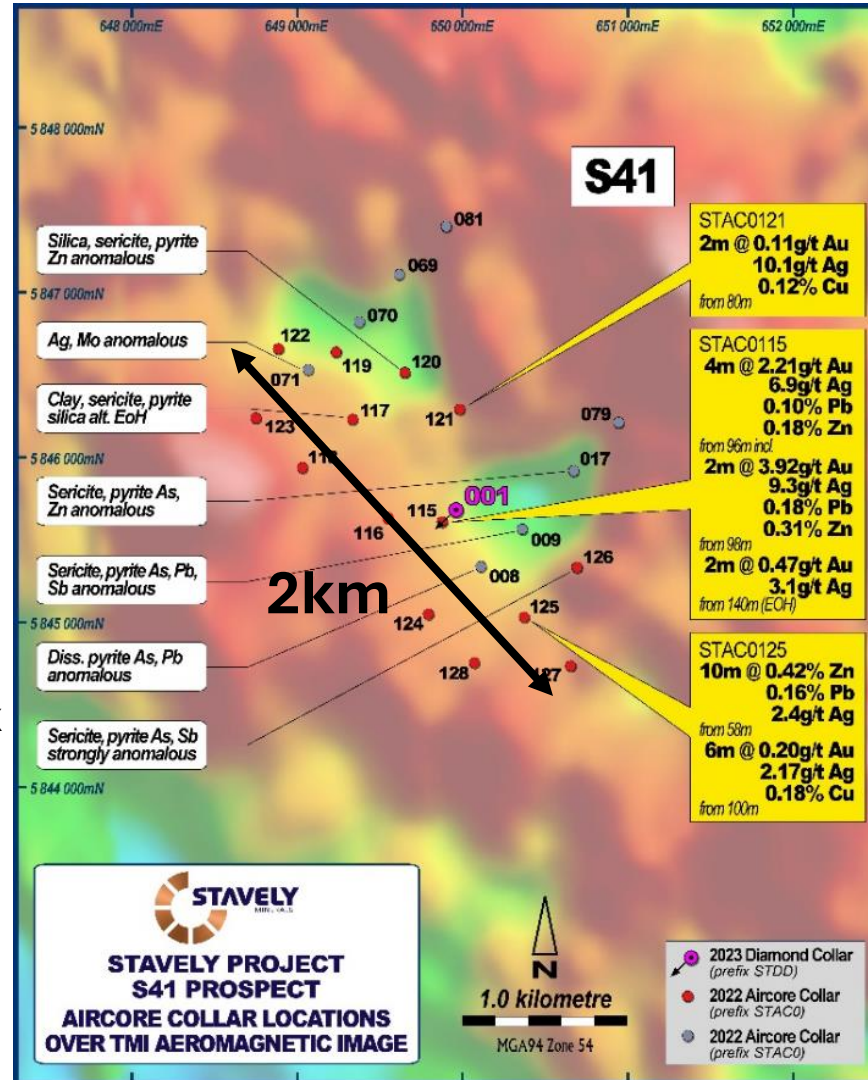 648 000mE
649 000mE
650 000mE
651 000mE
652 000mE
5 848 000mN
5 847 000mN
5 846 000mN
5 845 000mN
5 844 000mN
S41
Silica, sericite, pyrite
Zn anomalous
Ag, Mo anomalous
Clay, sericite, pyrite
silica alt. EoH
Sericite, pyrite As,
Zn anomalous
Sericite, pyrite As, Pb,
Sb anomalous
Diss. pyrite As, Pb
anomalous
Sericite, pyrite As, Sb
strongly anomalous
081
069
070
122
119
120
071
117
121
123
079
017
001
115
116
009
126
008
2km
125
124
128
STAC0121
2m @ 0.11g/t Au
10.1g/t Ag
0.12% Cu
from 80m
STAC0115
4m @ 2.21g/t Au
6.9g/t Ag
0.10% Pb
0.18% Zn
from 96m incl.
2m @ 3.92g/t Au
9.3g/t Ag
0.18% Pb
0.31% Zn
from 98m
2m @ 0.47g/t Au
3.1g/t Ag
from 140m (EOH)
STAC0125
10m @ 0.42% Zn
0.16% Pb
2.4g/t Ag
from 58m
6m @ 0.20g/t Au
2.17g/t Ag
0.18% Cu
from 100m
STAVELY
MINERALS
STAVELY PROJECT
S41 PROSPECT
AIRCORE COLLAR LOCATIONS
OVER TMI AEROMAGNETIC IMAGE
N
1.0 kilometre
MGA94 Zone 54
2023 Diamond Collar
(prefix STDD)
2022 Aircore Collar
(prefix STAC0)
2022 Aircore Collar
(prefix STAC0)